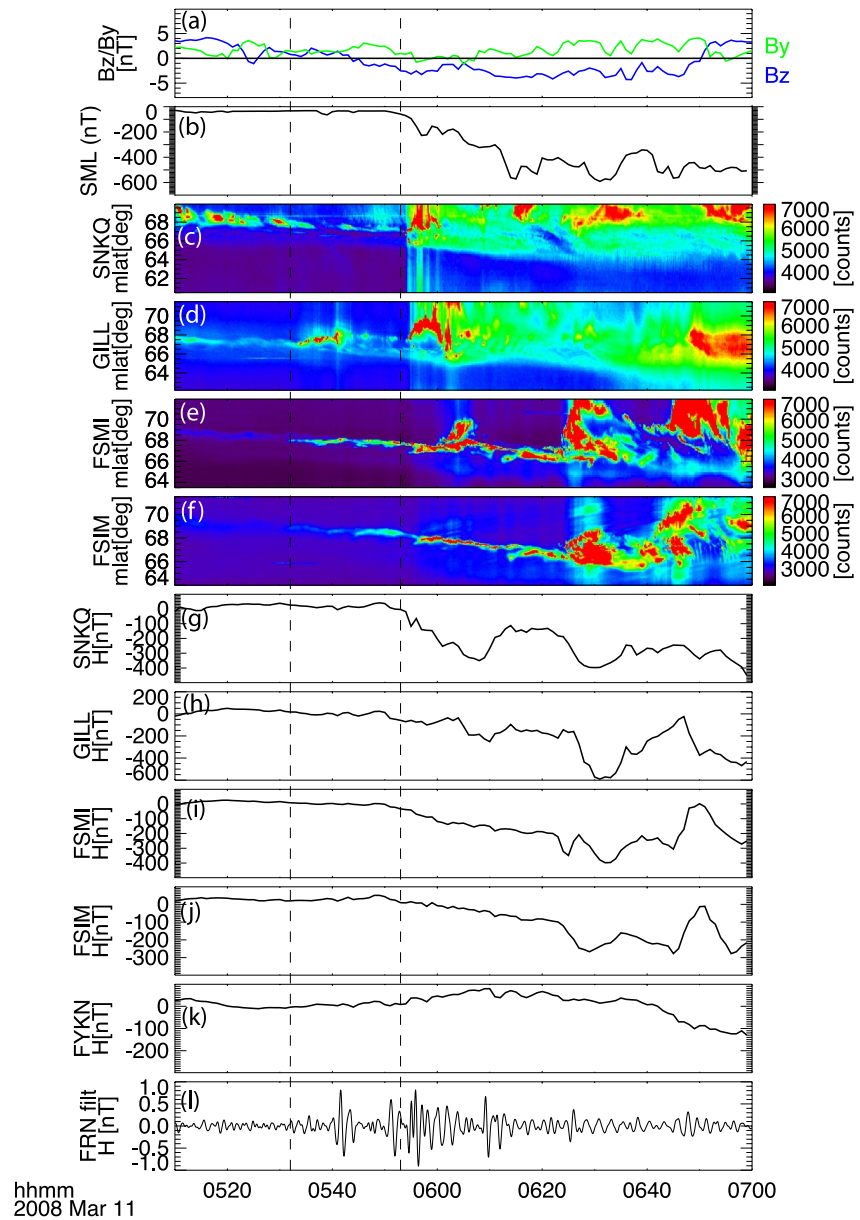 (a)
Bz/By
[nT]
5
0
-5
By
Bz
(b)
SML (nT)
0
-200
-400
-600
(c)
SNKQ
mlat[deg]
68
66
64
62
7000
6000
5000
4000
[counts]
(d)
GILL
mlat[deg]
70
68
66
64
7000
6000
5000
4000
[counts]
(e)
FSMI
mlat[deg]
70
68
66
64
7000
6000
5000
4000
3000
[counts]
(f)
FSIM
mlat[deg]
70
68
66
64
7000
6000
5000
4000
3000
[counts]
(g)
SNKQ
H[nT]
0
-100
-200
-300
-400
(h)
GILL
H[nT]
200
0
-200
-400
-600
(i)
FSMI
H[nT]
0
-100
-200
-300
-400
(j)
FSIM
H[nT]
0
-100
-200
-300
(k)
FYKN
H[nT]
0
-100
-200
(l)
FRN filt
H [nT]
1.0
0.5
0.0
-0.5
-1.0
hhmm
2008 Mar 11
0520 0540 0600 0620 0640 0700